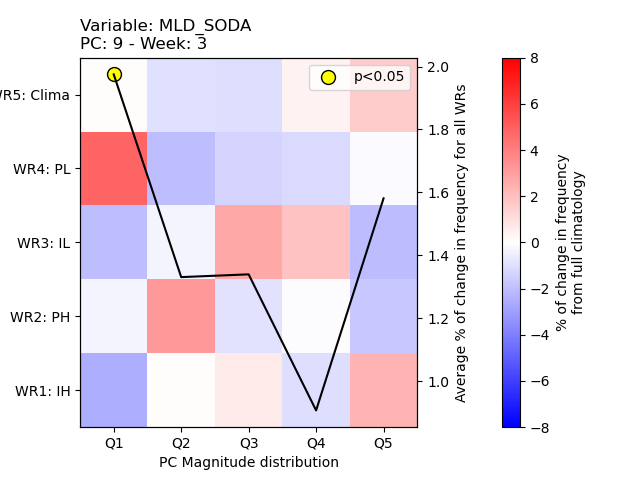 Variable: MLD_SODA
PC: 9 - Week: 3
p<0.05
WR5: Clima
WR4: PL
WR3: IL
WR2: PH
WR1: IH
Q1 Q2 Q3 Q4 Q5
PC Magnitude distribution
2.0
1.8
1.6
1.4
1.2
1.0
Average % of change in frequency for all WRs
8
6
4
2
0
−2
−4
−6
−8
% of change in frequency
from full climatology